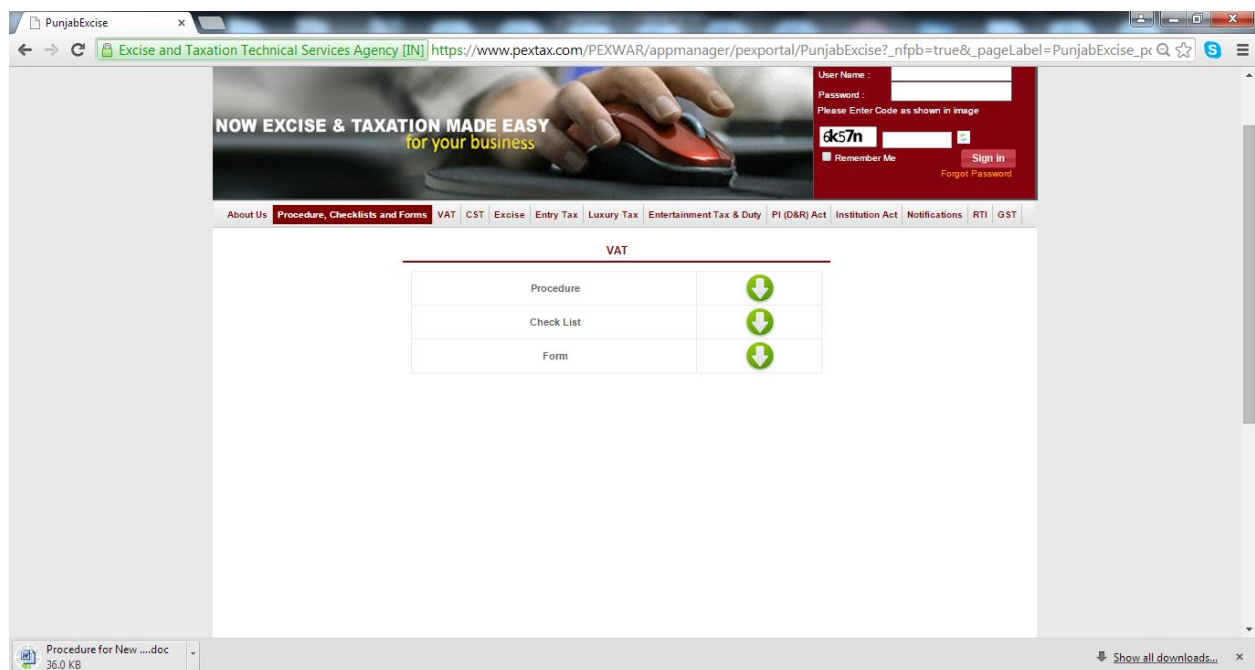 PunjabExcise
Excise and Taxation Technical Services Agency [IN] https://www.pextax.com/PEXWAR/appmanager/pexportal/PunjabExcise?_nfpb=true&_pageLabel=PunjabExcise_pc
User Name :
Password :
Please Enter Code as shown in image
6k57n
Remember Me
Sign in
Forgot Password
NOW EXCISE & TAXATION MADE EASY
for your business
About Us Procedure, Checklists and Forms VAT CST Excise Entry Tax Luxury Tax Entertainment Tax & Duty PI (D&R) Act Institution Act Notifications RTI GST
VAT
Procedure
Check List
Form
Procedure for New ....doc
36.0 KB
Show all downloads...